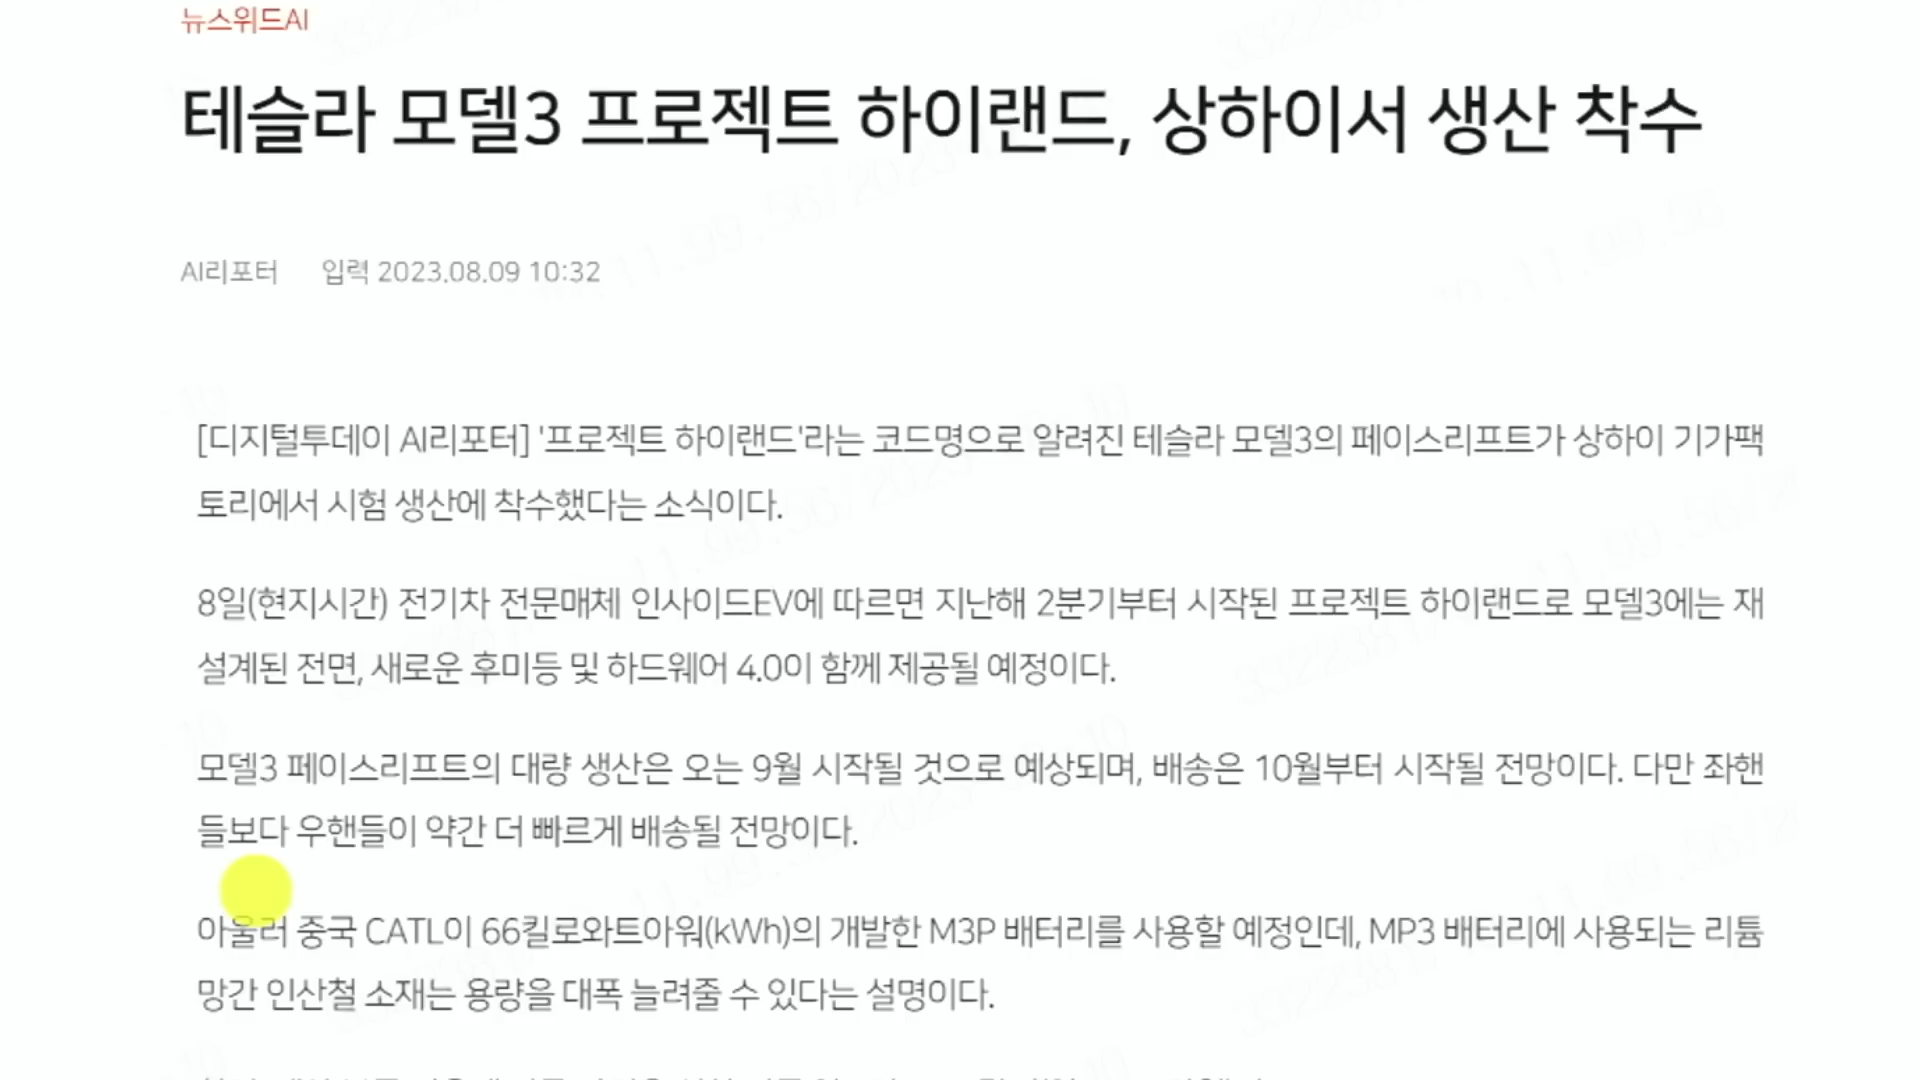 뉴스위드AI
테슬라 모델3 프로젝트 하이랜드, 상하이서 생산 착수
AI리포터 입력 2023.08.09 10:32
[디지털투데이 AI리포터] '프로젝트 하이랜드'라는 코드명으로 알려진 테슬라 모델3의 페이스리프트가 상하이 기가팩
토리에서 시험 생산에 착수했다는 소식이다.
8일(현지시간) 전기차 전문매체 인사이드EV에 따르면 지난해 2분기부터 시작된 프로젝트 하이랜드로 모델3에는 재
설계된 전면, 새로운 후미등 및 하드웨어 4.0이 함께 제공될 예정이다.
모델3 페이스리프트의 대량 생산은 오는 9월 시작될 것으로 예상되며, 배송은 10월부터 시작될 전망이다. 다만 좌핸
들보다 우핸들이 약간 더 빠르게 배송될 전망이다.
아울러 중국 CATL이 66킬로와트아워(kWh)의 개발한 M3P 배터리를 사용할 예정인데, MP3 배터리에 사용되는 리튬
망간 인산철 소재는 용량을 대폭 늘려줄 수 있다는 설명이다.